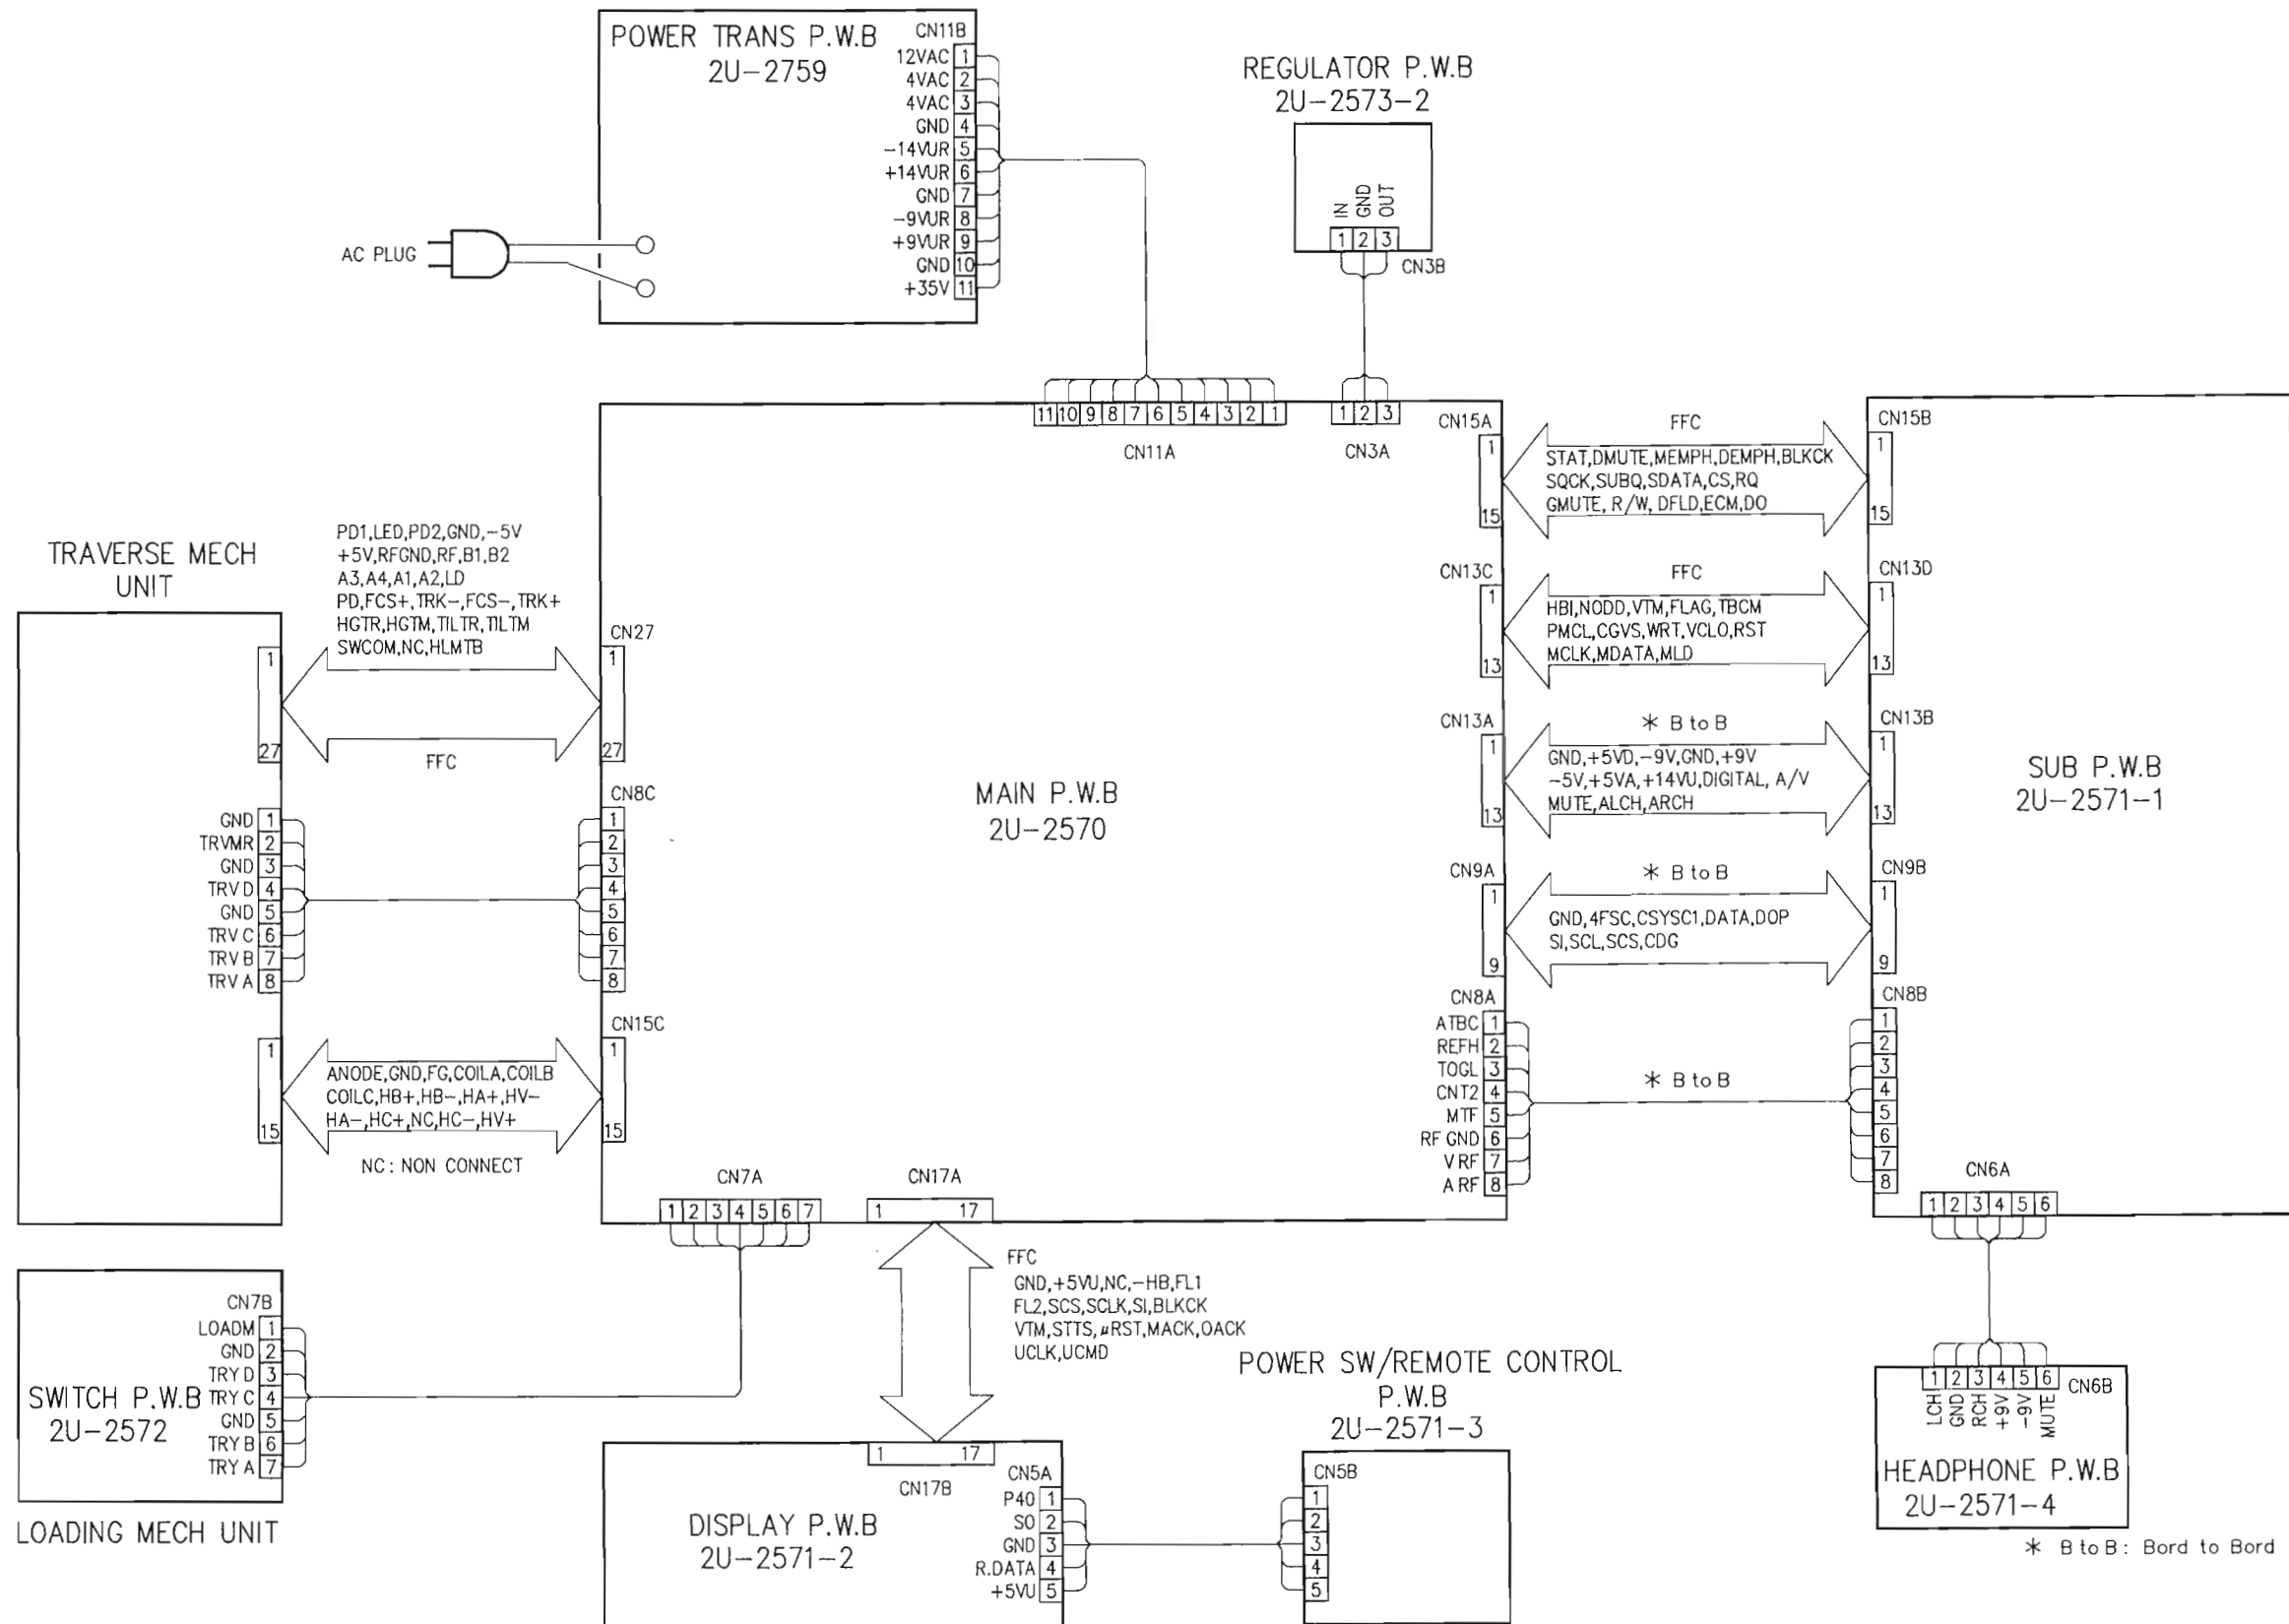 POWER TRANS P.W.B
2U-2759
CN11B
12VAC 1
4VAC 2
4VAC 3
GND 4
-14VUR 5
+14VUR 6
GND 7
-9VUR 8
+9VUR 9
GND 10
+35V 11
AC PLUG
REGULATOR P.W.B
2U-2573-2
IN
GND
OUT
1 2 3
CN3B
11 10 9 8 7 6 5 4 3 2 1
CN11A
1 2 3
CN3A
MAIN P.W.B
2U-2570
TRAVERSE MECH
UNIT
PD1,LED,PD2,GND,-5V
+5V,RFGND,RF,B1,B2
A3,A4,A1,A2,LD
PD,FCS+,TRK-,FCS-,TRK+
HGTR,HGTM,TILTR,TILTM
SWCOM,NC,HLMTB
FFC
1
27
CN27
1
27
GND 1
TRVMR 2
GND 3
TRV D 4
GND 5
TRV C 6
TRV B 7
TRV A 8
CN8C
1
2
3
4
5
6
7
8
1
15
ANODE,GND,FG,COILA,COILB
COILC,HB+,HB-,HA+,HV-
HA-,HC+,NC,HC-,HV+
NC: NON CONNECT
CN15C
1
15
CN15A
1
15
FFC
STAT,DMUTE,MEMPH,DEMPH,BLKCK
SQCK,SUBQ,SDATA,CS,RQ
GMUTE, R/W, DFLD,ECM,DO
CN15B
1
15
CN13C
1
13
FFC
HBI,NODD,VTM,FLAG,TBCM
PMCL,CGVS,WRT,VCLO,RST
MCLK,MDATA,MLD
CN13D
1
13
CN13A
1
13
* B to B
GND,+5VD,-9V,GND,+9V
-5V,+5VA,+14VU,DIGITAL, A/V
MUTE,ALCH,ARCH
CN13B
1
13
CN9A
1
9
* B to B
GND,4FSC,CSYSC1,DATA,DOP
SI,SCL,SCS,CDG
CN9B
1
9
CN8A
ATBC 1
REFH 2
TOGL 3
CNT2 4
MTF 5
RF GND 6
V RF 7
A RF 8
* B to B
CN8B
1
2
3
4
5
6
7
8
SUB P.W.B
2U-2571-1
CN6A
1 2 3 4 5 6
CN7A
1 2 3 4 5 6 7
CN17A
1 17
FFC
GND,+5VU,NC,-HB,FL1
FL2,SCS,SCLK,SI,BLKCK
VTM,STTS,μRST,MACK,OACK
UCLK,UCMD
SWITCH P.W.B
2U-2572
CN7B
LOADM 1
GND 2
TRY D 3
TRY C 4
GND 5
TRY B 6
TRY A 7
LOADING MECH UNIT
1 17
CN17B
DISPLAY P.W.B
2U-2571-2
CN5A
P40 1
SO 2
GND 3
R.DATA 4
+5VU 5
POWER SW/REMOTE CONTROL
P.W.B
2U-2571-3
CN5B
1
2
3
4
5
1 2 3 4 5 6
CN6B
LCH
GND
RCH
+9V
-9V
MUTE
HEADPHONE P.W.B
2U-2571-4
* B to B: Bord to Bord